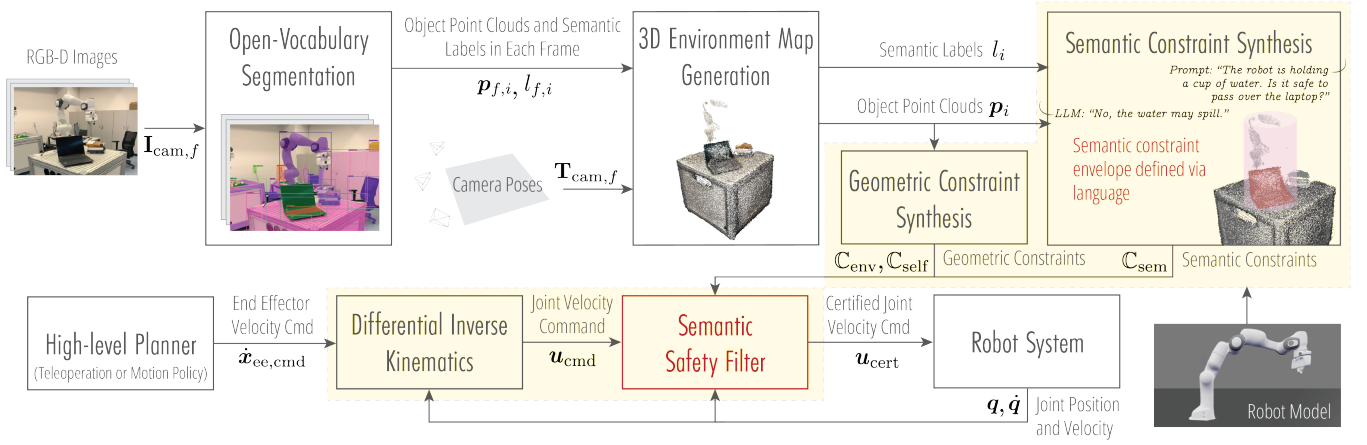 RGB-D Images
I_cam,f
Open-Vocabulary
Segmentation
Object Point Clouds and Semantic
Labels in Each Frame
p_f,i, l_f,i
Camera Poses
T_cam,f
3D Environment Map
Generation
Semantic Labels l_i
Object Point Clouds p_i
Semantic Constraint Synthesis
Prompt: “The robot is holding
a cup of water. Is it safe to
pass over the laptop?”
LLM: “No, the water may spill.”
Semantic constraint
envelope defined via
language
Geometric Constraint
Synthesis
ℂ_env, ℂ_self
Geometric Constraints
ℂ_sem
Semantic Constraints
High-level Planner
(Teleoperation or Motion Policy)
End Effector
Velocity Cmd
ẋ_ee,cmd
Differential Inverse
Kinematics
Joint Velocity
Command
u_cmd
Semantic
Safety Filter
Certified Joint
Velocity Cmd
u_cert
Robot System
q, q̇
Joint Position
and Velocity
Robot Model